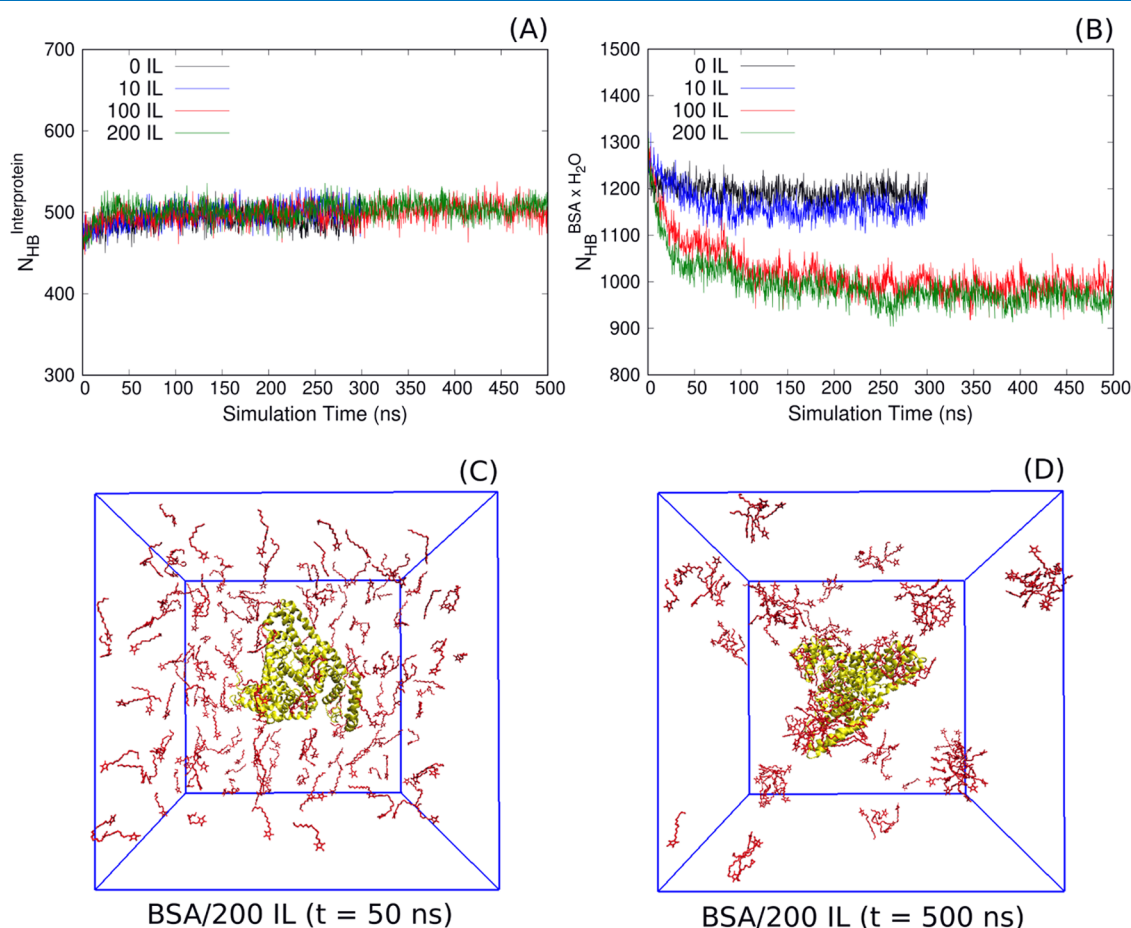 (A)
700
600
500
400
300
N_HB^Interprotein
0 IL
10 IL
100 IL
200 IL
0 50 100 150 200 250 300 350 400 450 500
Simulation Time (ns)
(B)
1500
1400
1300
1200
1100
1000
900
800
N_HB^BSA x H₂O
0 IL
10 IL
100 IL
200 IL
0 50 100 150 200 250 300 350 400 450 500
Simulation Time (ns)
(C)
BSA/200 IL (t = 50 ns)
(D)
BSA/200 IL (t = 500 ns)